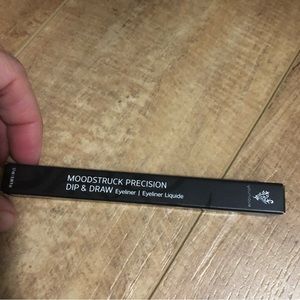 MOODSTRUCK PRECISION
DIP & DRAW Eyeliner | Eyeliner Liquide